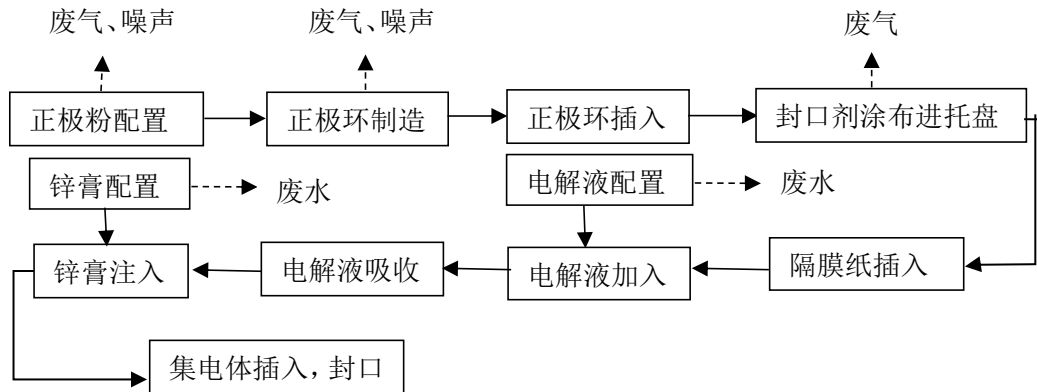 废气、噪声
废气、噪声
废气
正极粉配置
正极环制造
正极环插入
封口剂涂布进托盘
锌膏配置
废水
电解液配置
废水
锌膏注入
电解液吸收
电解液加入
隔膜纸插入
集电体插入,封口